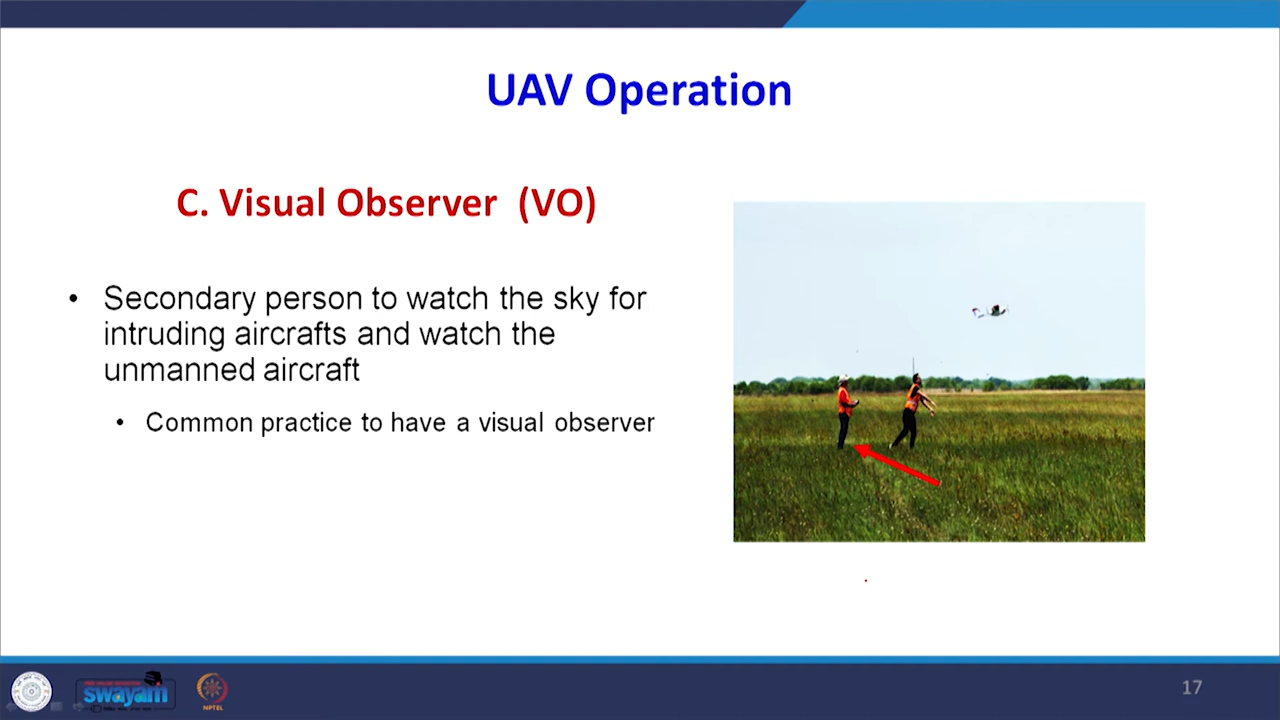 UAV Operation
C. Visual Observer (VO)
• Secondary person to watch the sky for
intruding aircrafts and watch the
unmanned aircraft
• Common practice to have a visual observer
swayam
NPTEL
17